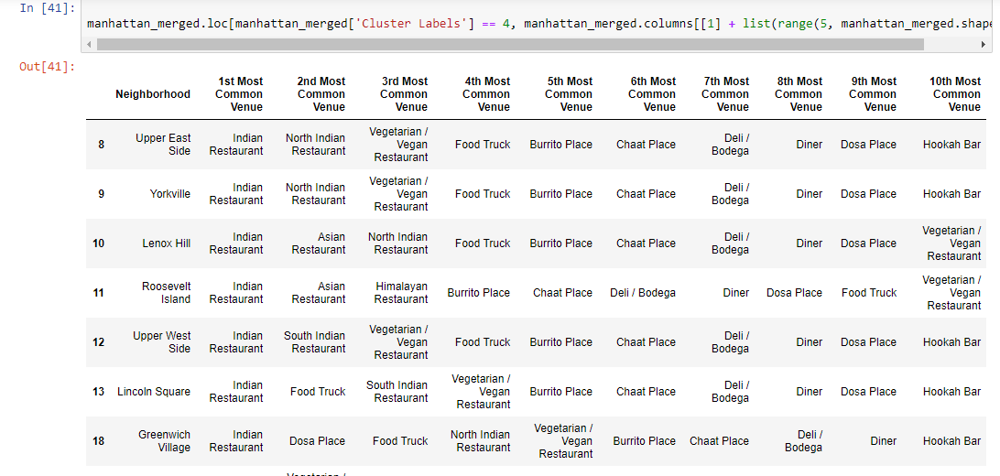 In [41]:
manhattan_merged.loc[manhattan_merged['Cluster Labels'] == 4, manhattan_merged.columns[[1] + list(range(5, manhattan_merged.shape
Out[41]:
Neighborhood 1st Most Common Venue 2nd Most Common Venue 3rd Most Common Venue 4th Most Common Venue 5th Most Common Venue 6th Most Common Venue 7th Most Common Venue 8th Most Common Venue 9th Most Common Venue 10th Most Common Venue
8 Upper East Side Indian Restaurant North Indian Restaurant Vegetarian / Vegan Restaurant Food Truck Burrito Place Chaat Place Deli / Bodega Diner Dosa Place Hookah Bar
9 Yorkville Indian Restaurant North Indian Restaurant Vegetarian / Vegan Restaurant Food Truck Burrito Place Chaat Place Deli / Bodega Diner Dosa Place Hookah Bar
10 Lenox Hill Indian Restaurant Asian Restaurant North Indian Restaurant Food Truck Burrito Place Chaat Place Deli / Bodega Diner Dosa Place Vegetarian / Vegan Restaurant
11 Roosevelt Island Indian Restaurant Asian Restaurant Himalayan Restaurant Burrito Place Chaat Place Deli / Bodega Diner Dosa Place Food Truck Vegetarian / Vegan Restaurant
12 Upper West Side Indian Restaurant South Indian Restaurant Vegetarian / Vegan Restaurant Food Truck Burrito Place Chaat Place Deli / Bodega Diner Dosa Place Hookah Bar
13 Lincoln Square Indian Restaurant Food Truck South Indian Restaurant Vegetarian / Vegan Restaurant Burrito Place Chaat Place Deli / Bodega Diner Dosa Place Hookah Bar
18 Greenwich Village Indian Restaurant Dosa Place Food Truck North Indian Restaurant Vegetarian / Vegan Restaurant Burrito Place Chaat Place Deli / Bodega Diner Hookah Bar